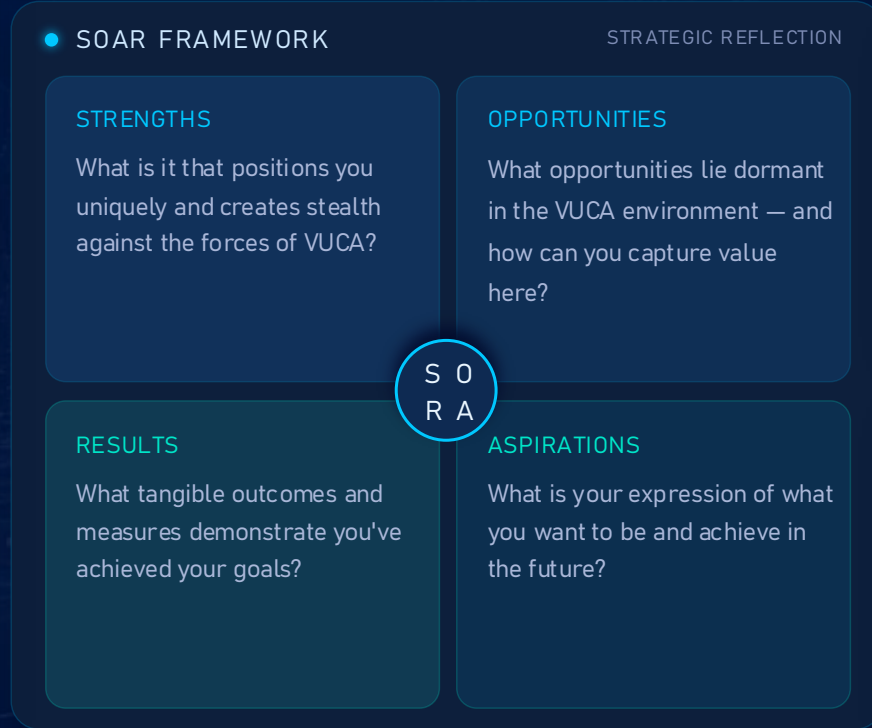 SOAR FRAMEWORK
STRATEGIC REFLECTION
STRENGTHS
What is it that positions you
uniquely and creates stealth
against the forces of VUCA?
OPPORTUNITIES
What opportunities lie dormant
in the VUCA environment — and
how can you capture value
here?
S O
R A
RESULTS
What tangible outcomes and
measures demonstrate you've
achieved your goals?
ASPIRATIONS
What is your expression of what
you want to be and achieve in
the future?